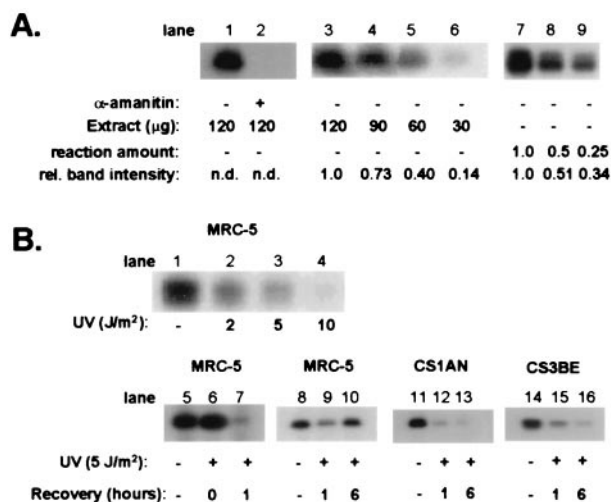 A.
lane 1 2 3 4 5 6 7 8 9
α-amanitin: - + - - - - - - -
Extract (μg) 120 120 120 90 60 30
reaction amount: - - - - - - 1.0 0.5 0.25
rel. band intensity: n.d. n.d. 1.0 0.73 0.40 0.14 1.0 0.51 0.34
B.
MRC-5
lane 1 2 3 4
UV (J/m²): - 2 5 10
MRC-5 MRC-5 CS1AN CS3BE
lane 5 6 7 8 9 10 11 12 13 14 15 16
UV (5 J/m²): - + + - + + - + + - + +
Recovery (hours): - 0 1 - 1 6 - 1 6 - 1 6